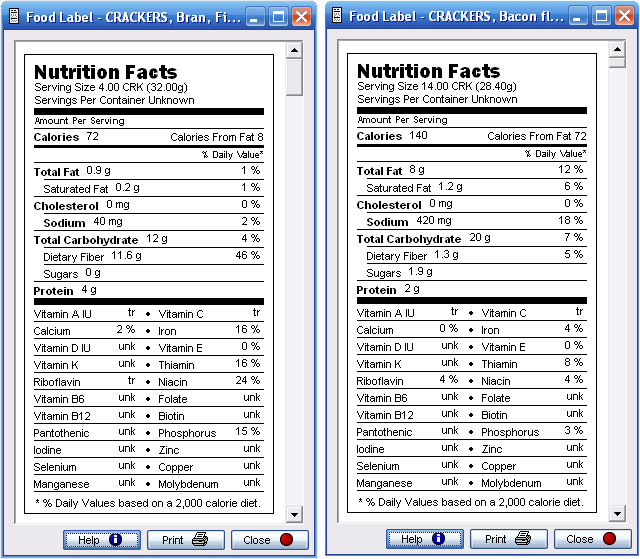 Food Label - CRACKERS, Bran, Fi...
Nutrition Facts
Serving Size 4.00 CRK (32.00g)
Servings Per Container Unknown
Amount Per Serving
Calories 72 Calories From Fat 8
% Daily Value*
Total Fat 0.9 g 1 %
Saturated Fat 0.2 g 1 %
Cholesterol 0 mg 0 %
Sodium 40 mg 2 %
Total Carbohydrate 12 g 4 %
Dietary Fiber 11.6 g 46 %
Sugars 0 g
Protein 4 g
Vitamin A IU tr • Vitamin C tr
Calcium 2 % • Iron 16 %
Vitamin D IU unk • Vitamin E 0 %
Vitamin K unk • Thiamin 16 %
Riboflavin tr • Niacin 24 %
Vitamin B6 unk • Folate unk
Vitamin B12 unk • Biotin unk
Pantothenic unk • Phosphorus 15 %
Iodine unk • Zinc unk
Selenium unk • Copper unk
Manganese unk • Molybdenum unk
* % Daily Values based on a 2,000 calorie diet.
Help Print Close
Food Label - CRACKERS, Bacon fl...
Nutrition Facts
Serving Size 14.00 CRK (28.40g)
Servings Per Container Unknown
Amount Per Serving
Calories 140 Calories From Fat 72
% Daily Value*
Total Fat 8 g 12 %
Saturated Fat 1.2 g 6 %
Cholesterol 0 mg 0 %
Sodium 420 mg 18 %
Total Carbohydrate 20 g 7 %
Dietary Fiber 1.3 g 5 %
Sugars 1.9 g
Protein 2 g
Vitamin A IU tr • Vitamin C tr
Calcium 0 % • Iron 4 %
Vitamin D IU unk • Vitamin E 0 %
Vitamin K unk • Thiamin 8 %
Riboflavin 4 % • Niacin 4 %
Vitamin B6 unk • Folate unk
Vitamin B12 unk • Biotin unk
Pantothenic unk • Phosphorus 3 %
Iodine unk • Zinc unk
Selenium unk • Copper unk
Manganese unk • Molybdenum unk
* % Daily Values based on a 2,000 calorie diet.
Help Print Close